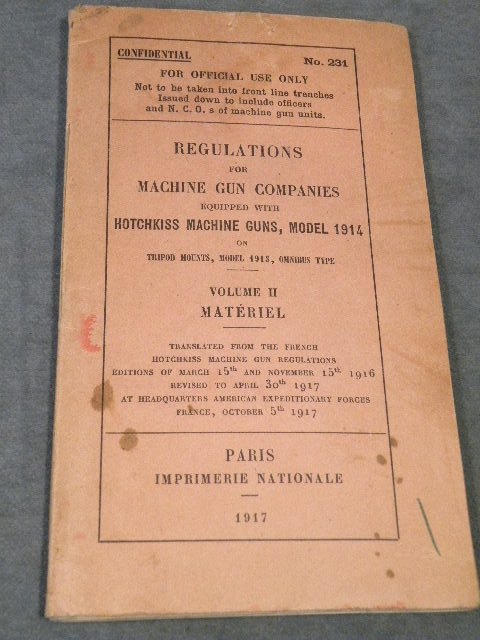 CONFIDENTIAL
No. 231
FOR OFFICIAL USE ONLY
Not to be taken into front line trenches
Issued down to include officers
and N. C. O. s of machine gun units.
REGULATIONS
FOR
MACHINE GUN COMPANIES
EQUIPPED WITH
HOTCHKISS MACHINE GUNS, MODEL 1914
ON
TRIPOD MOUNTS, MODEL 1915, OMNIBUS TYPE
VOLUME II
MATÉRIEL
TRANSLATED FROM THE FRENCH
HOTCHKISS MACHINE GUN REGULATIONS
EDITIONS OF MARCH 15th AND NOVEMBER 15th 1916
REVISED TO APRIL 30th 1917
AT HEADQUARTERS AMERICAN EXPEDITIONARY FORCES
FRANCE, OCTOBER 5th 1917
PARIS
IMPRIMERIE NATIONALE
1917